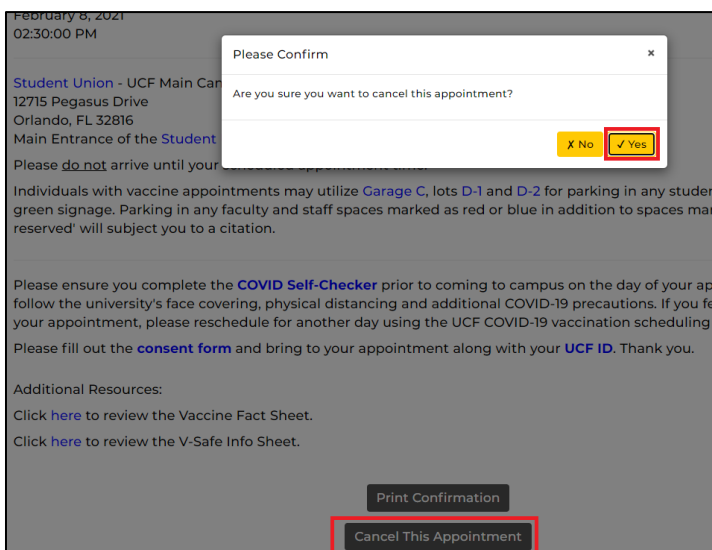 February 8, 2021
02:30:00 PM
Please Confirm ×
Student Union - UCF Main Can
Are you sure you want to cancel this appointment?
12715 Pegasus Drive
Orlando, FL 32816
Main Entrance of the Student
✗ No ✓ Yes
Please do not arrive until your scheduled appointment time.
Individuals with vaccine appointments may utilize Garage C, lots D-1 and D-2 for parking in any studen
green signage. Parking in any faculty and staff spaces marked as red or blue in addition to spaces mar
reserved' will subject you to a citation.
Please ensure you complete the COVID Self-Checker prior to coming to campus on the day of your ap
follow the university's face covering, physical distancing and additional COVID-19 precautions. If you fe
your appointment, please reschedule for another day using the UCF COVID-19 vaccination scheduling
Please fill out the consent form and bring to your appointment along with your UCF ID. Thank you.
Additional Resources:
Click here to review the Vaccine Fact Sheet.
Click here to review the V-Safe Info Sheet.
Print Confirmation
Cancel This Appointment